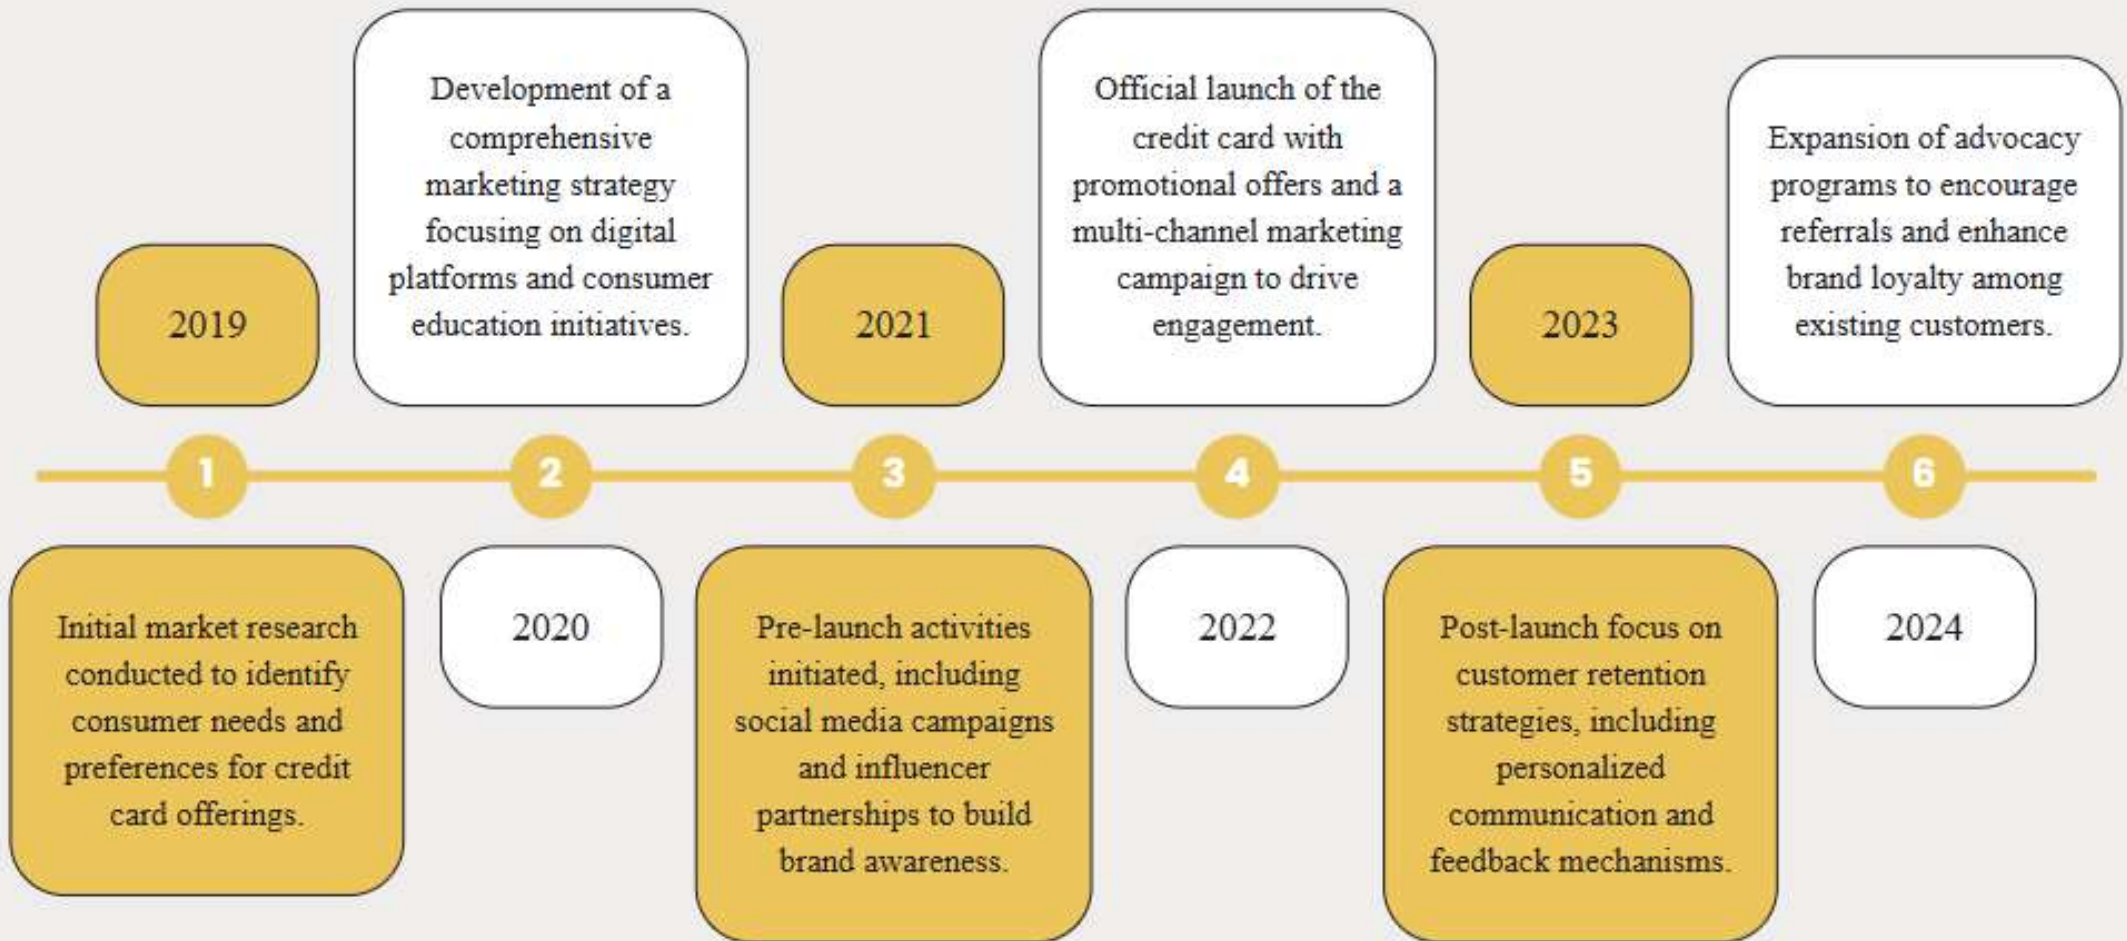 2019
Development of a
comprehensive
marketing strategy
focusing on digital
platforms and consumer
education initiatives.
2021
Official launch of the
credit card with
promotional offers and a
multi-channel marketing
campaign to drive
engagement.
2023
Expansion of advocacy
programs to encourage
referrals and enhance
brand loyalty among
existing customers.
1
2
3
4
5
6
Initial market research
conducted to identify
consumer needs and
preferences for credit
card offerings.
2020
Pre-launch activities
initiated, including
social media campaigns
and influencer
partnerships to build
brand awareness.
2022
Post-launch focus on
customer retention
strategies, including
personalized
communication and
feedback mechanisms.
2024